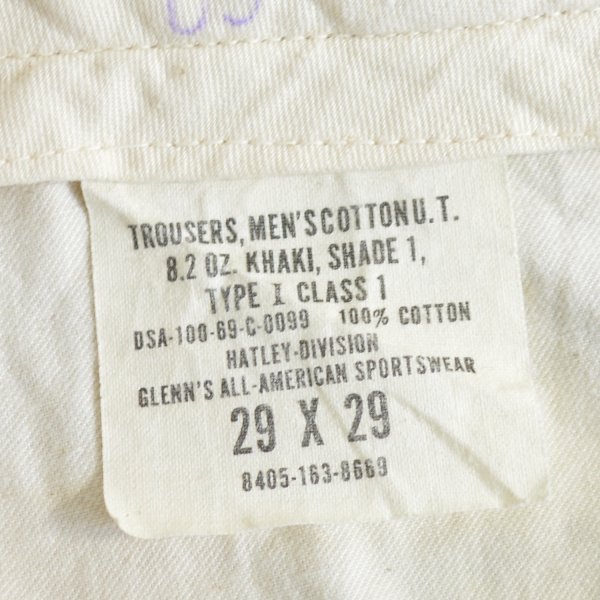 TROUSERS, MEN'S COTTON U.T.
8.2 OZ. KHAKI, SHADE 1,
TYPE I CLASS 1
DSA-100-69-C-0099 100% COTTON
HATLEY-DIVISION
GLENN'S ALL-AMERICAN SPORTSWEAR
29 X 29
8405-163-8669